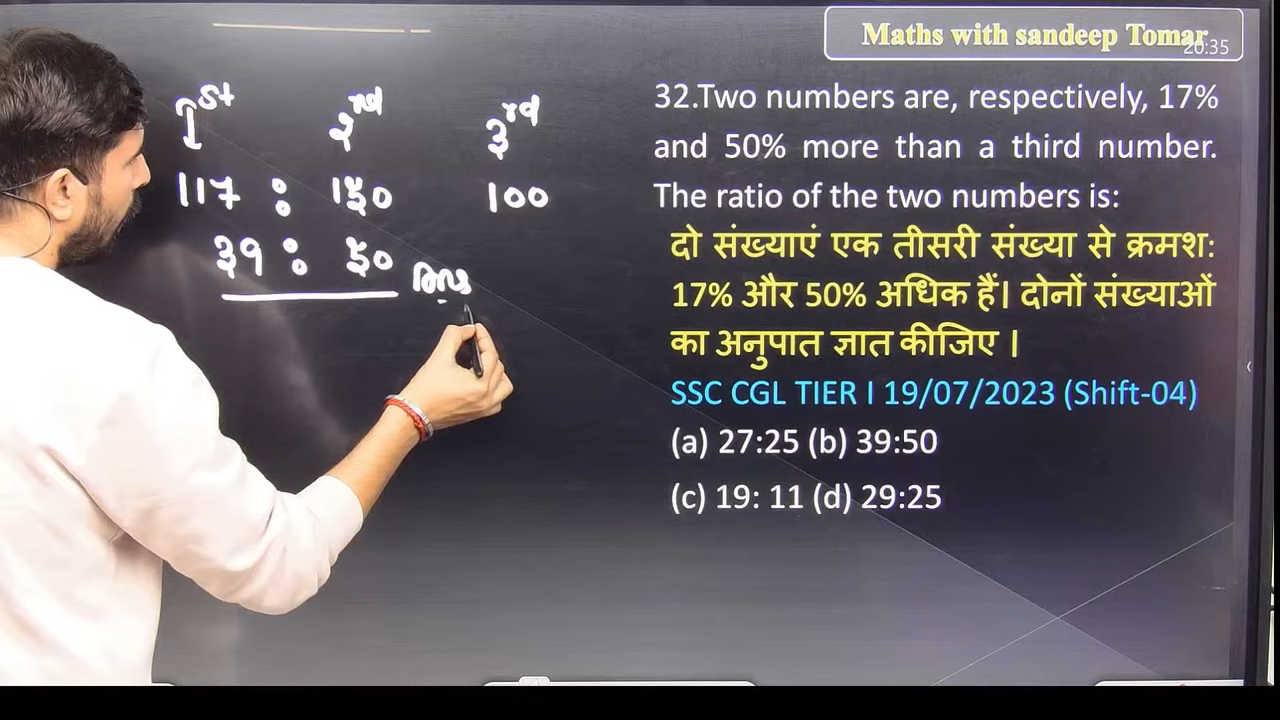 Maths with sandeep Tomar
20:35
32.Two numbers are, respectively, 17%
and 50% more than a third number.
The ratio of the two numbers is:
दो संख्याएं एक तीसरी संख्या से क्रमश:
17% और 50% अधिक हैं। दोनों संख्याओं
का अनुपात ज्ञात कीजिए ।
SSC CGL TIER I 19/07/2023 (Shift-04)
(a) 27:25 (b) 39:50
(c) 19: 11 (d) 29:25
1st 2nd 3rd
117 : 150 100
39 : 50 Ans